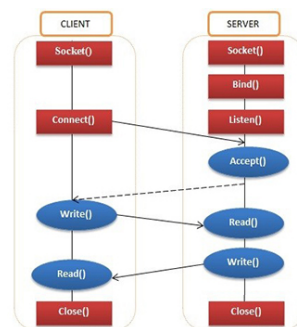 CLIENT
SERVER
Socket()
Socket()
Bind()
Connect()
Listen()
Accept()
Write()
Read()
Read()
Write()
Close()
Close()